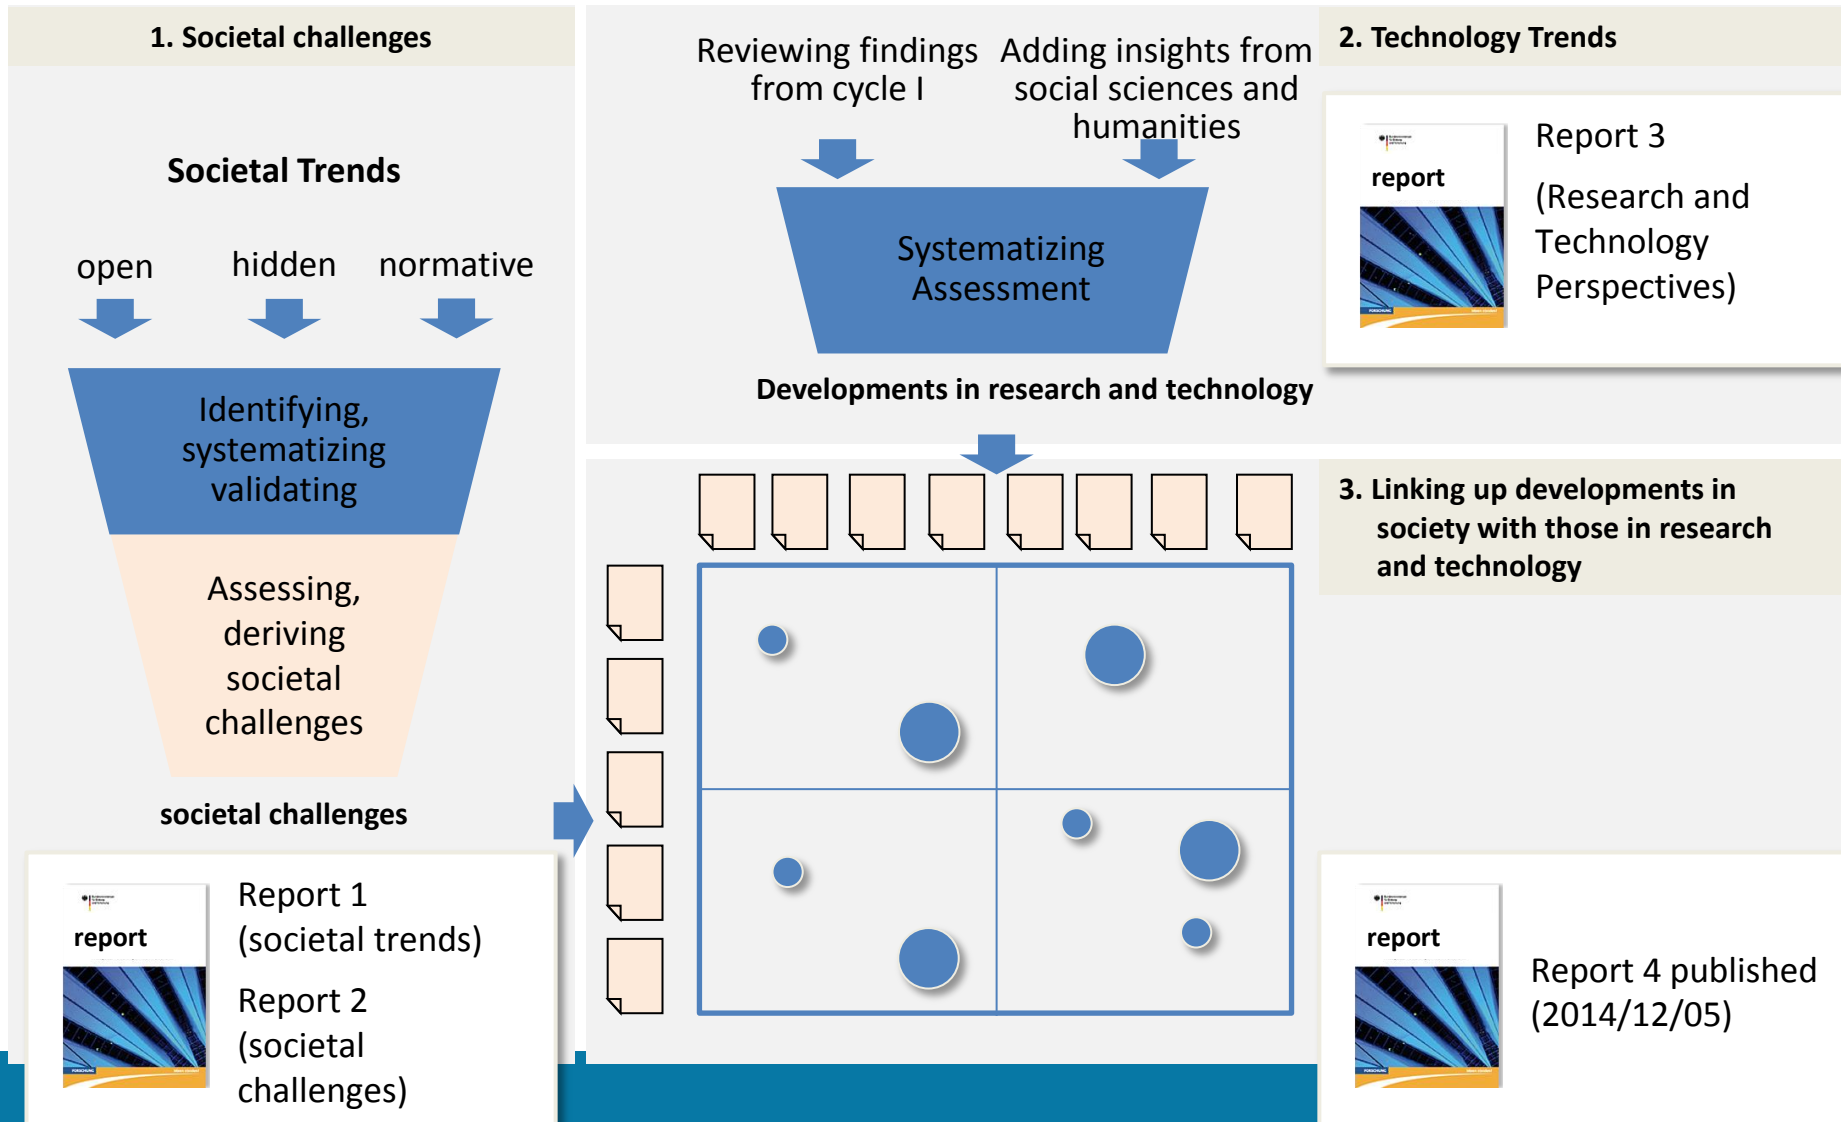 1. Societal challenges
Societal Trends
open
hidden
normative
Identifying,
systematizing
validating
Assessing,
deriving
societal
challenges
societal challenges
report
FORSCHUNG
Report 1
(societal trends)
Report 2
(societal
challenges)
Reviewing findings
from cycle I
Adding insights from
social sciences and
humanities
Systematizing
Assessment
Developments in research and technology
2. Technology Trends
report
FORSCHUNG
Report 3
(Research and
Technology
Perspectives)
3. Linking up developments in
society with those in research
and technology
report
FORSCHUNG
Report 4 published
(2014/12/05)